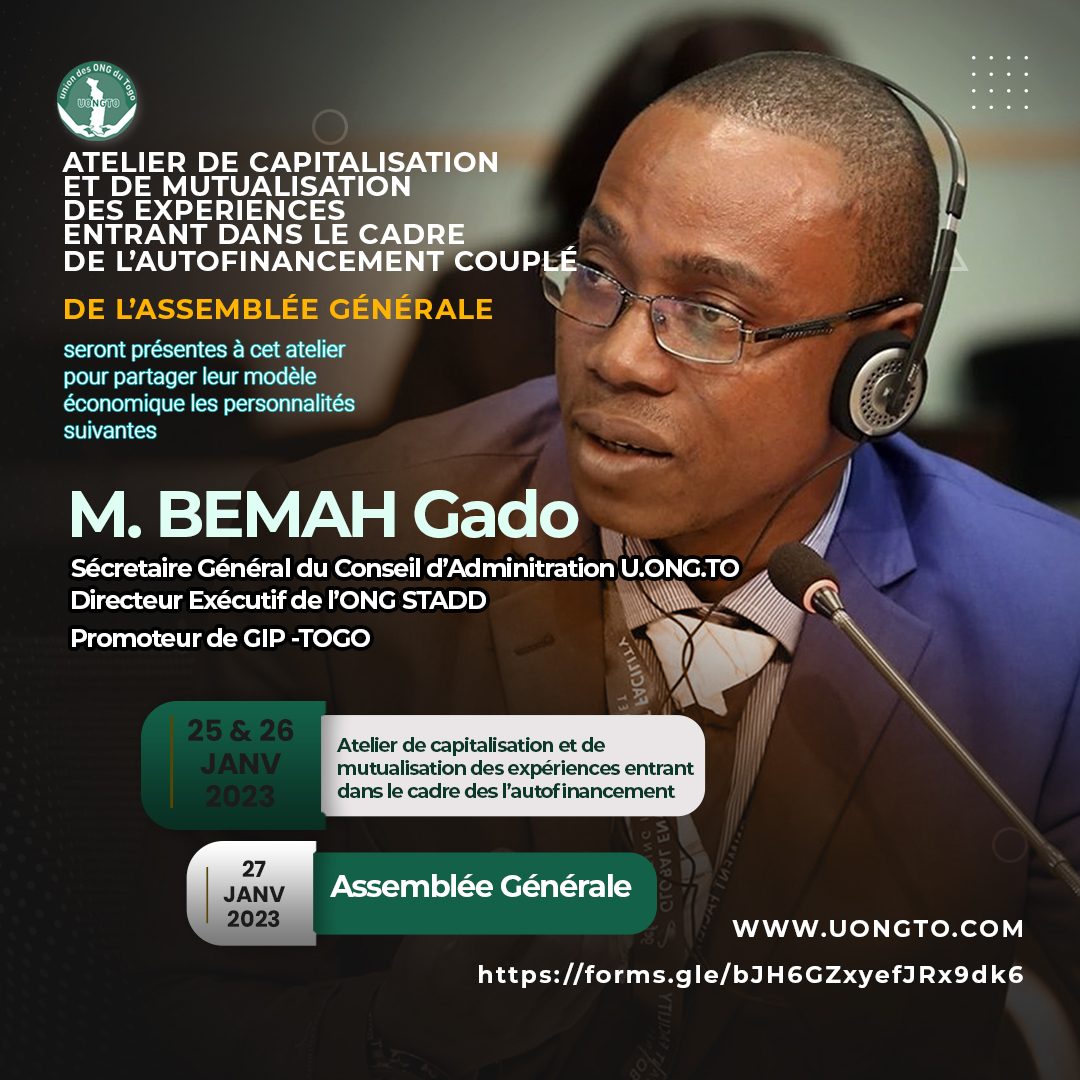 union des ONG du Togo
UONGTO
ATELIER DE CAPITALISATION
ET DE MUTUALISATION
DES EXPERIENCES
ENTRANT DANS LE CADRE
DE L'AUTOFINANCEMENT COUPLÉ
DE L'ASSEMBLÉE GÉNÉRALE
seront présentes à cet atelier
pour partager leur modèle
économique les personnalités
suivantes
M. BEMAH Gado
Sécretaire Général du Conseil d'Adminitration U.ONG.TO
Directeur Exécutif de l'ONG STADD
Promoteur de GIP -TOGO
25 & 26
JANV
2023
Atelier de capitalisation et de
mutualisation des expériences entrant
dans le cadre des l'autofinancement
27
JANV
2023
Assemblée Générale
WWW.UONGTO.COM
https://forms.gle/bJH6GZxyefJRx9dk6
FACILITY